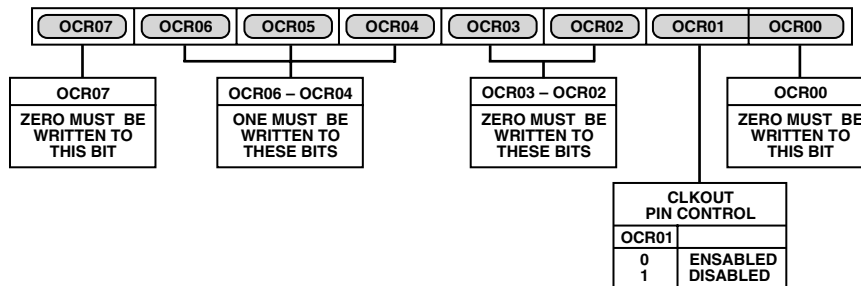 OCR07 OCR06 OCR05 OCR04 OCR03 OCR02 OCR01 OCR00
OCR07
ZERO MUST BE
WRITTEN TO
THIS BIT
OCR06 – OCR04
ONE MUST BE
WRITTEN TO
THESE BITS
OCR03 – OCR02
ZERO MUST BE
WRITTEN TO
THESE BITS
OCR00
ZERO MUST BE
WRITTEN TO
THIS BIT
CLKOUT
PIN CONTROL
OCR01
0 ENSABLED
1 DISABLED